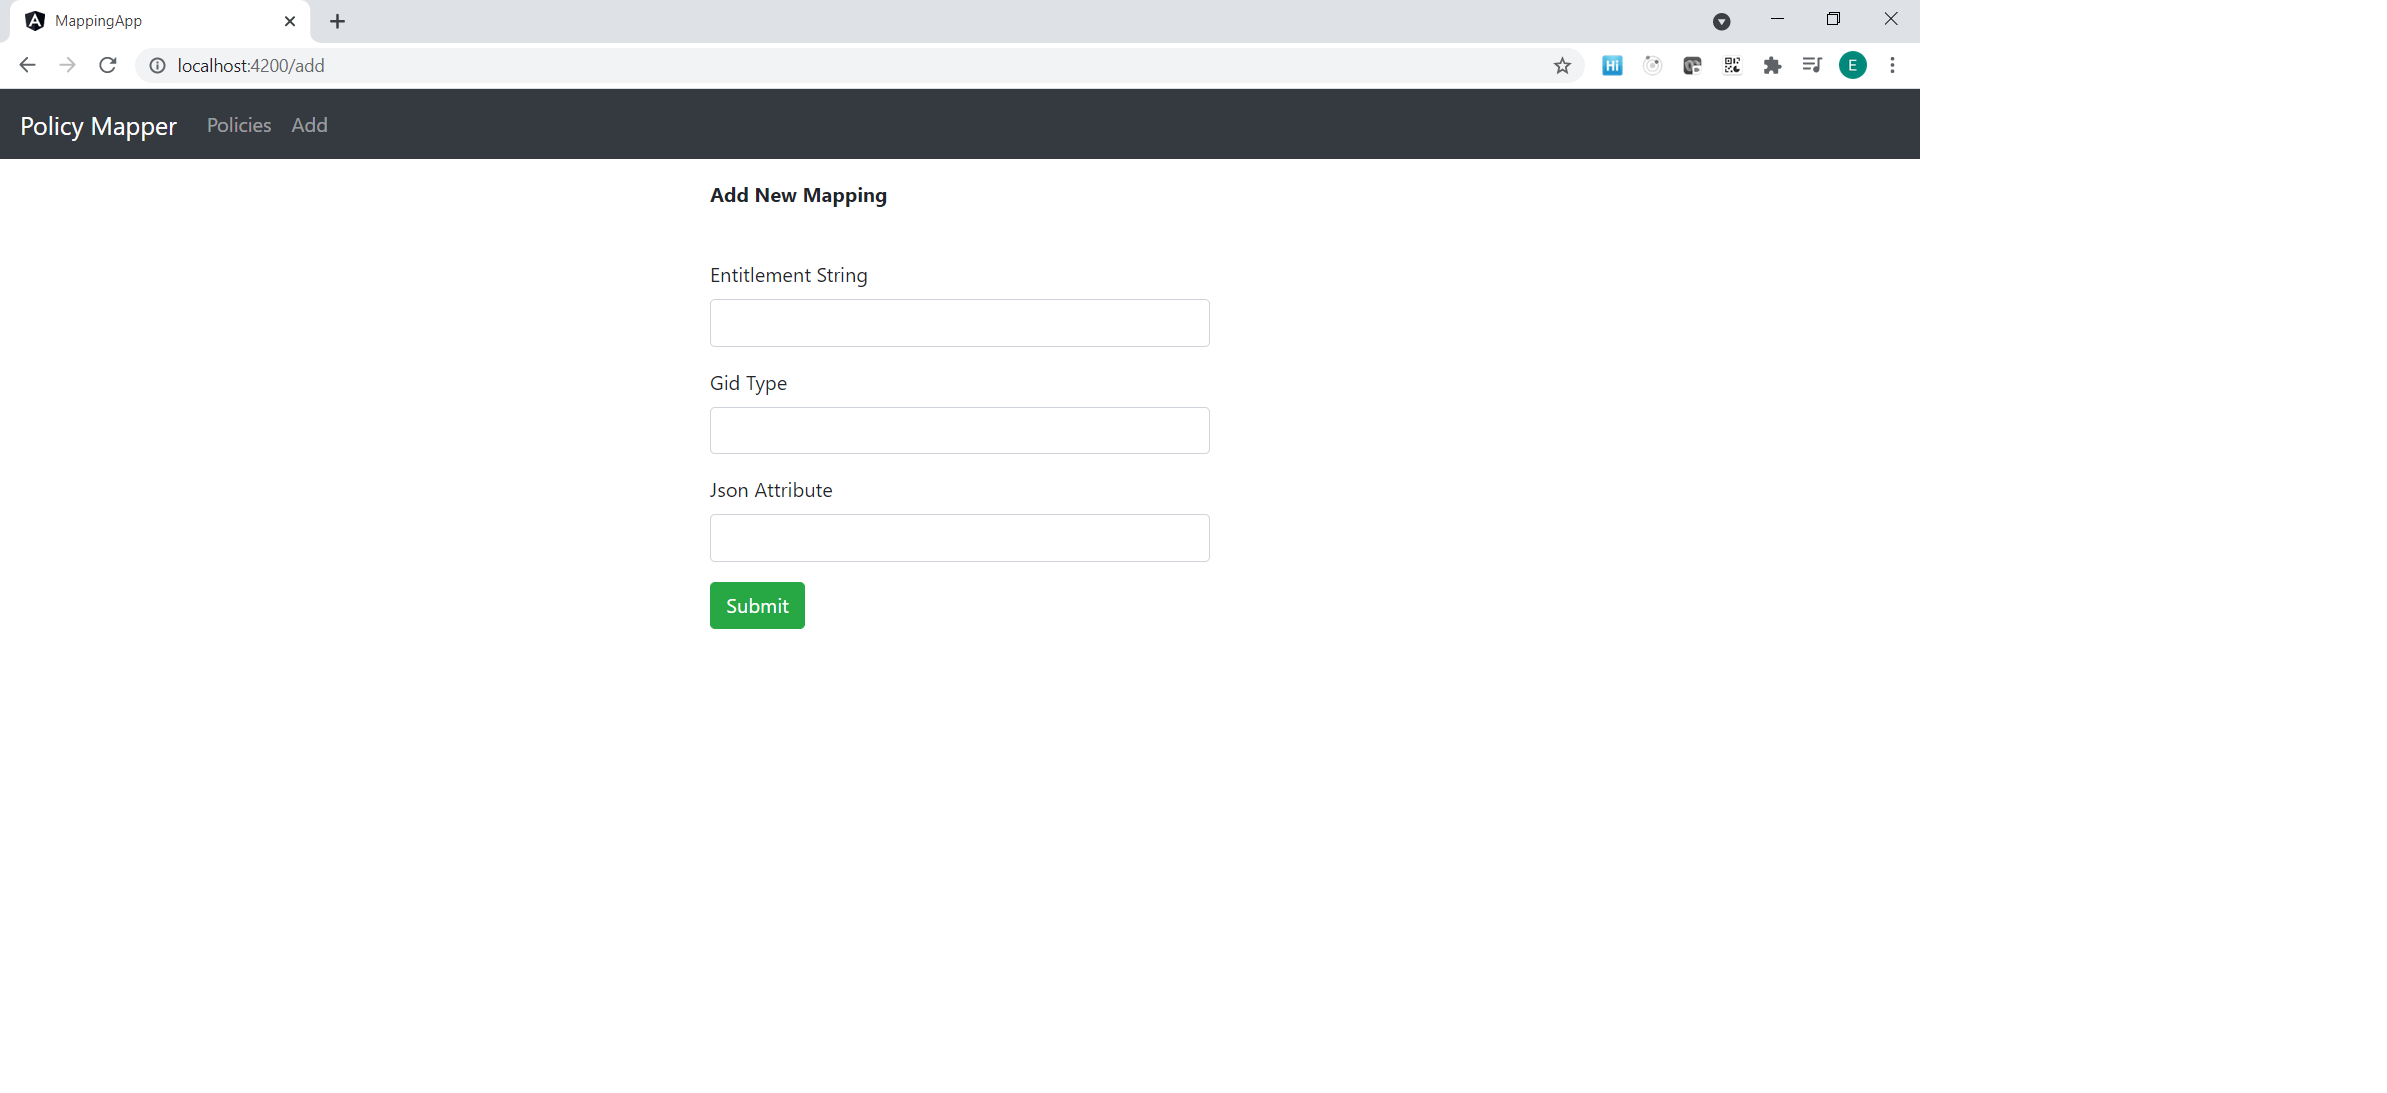 MappingApp
localhost:4200/add
Hi
E
Policy Mapper Policies Add
Add New Mapping
Entitlement String
Gid Type
Json Attribute
Submit